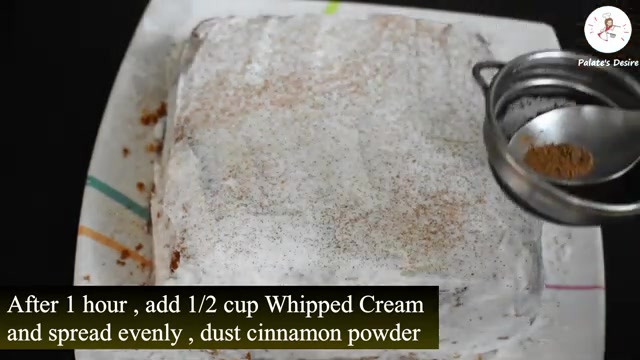 Palate's Desire
After 1 hour , add 1/2 cup Whipped Cream
and spread evenly , dust cinnamon powder